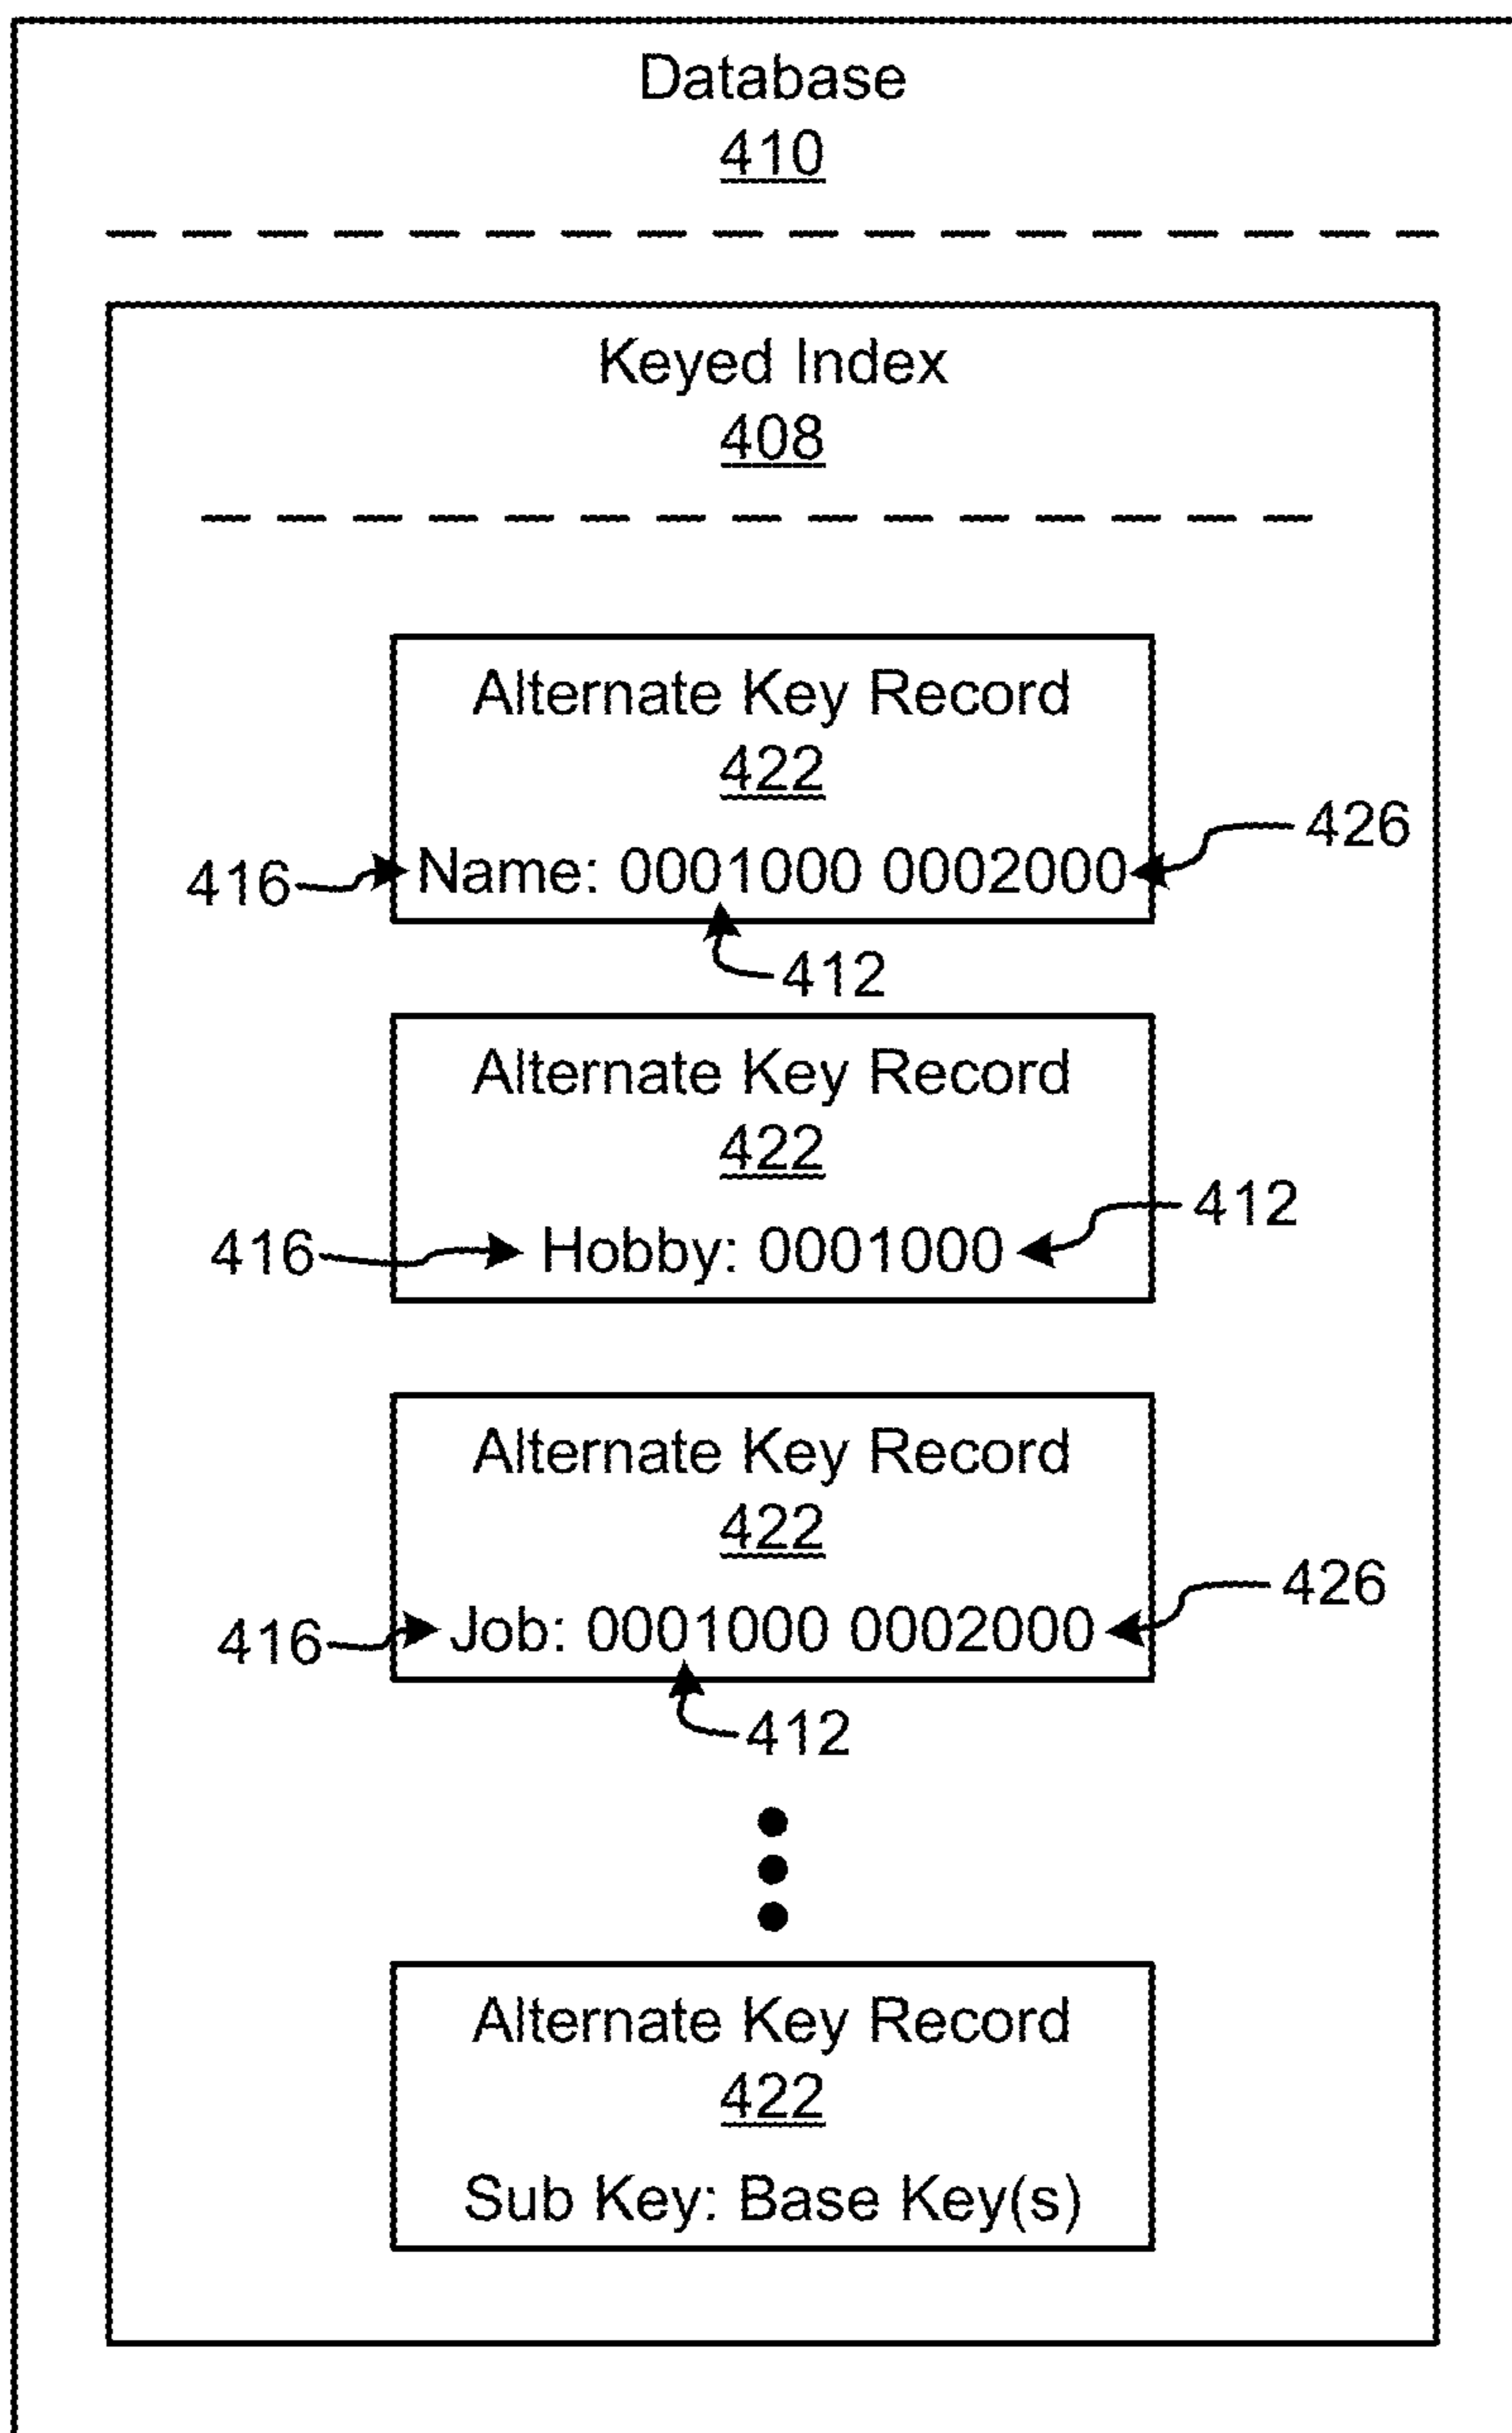 Database
410
Keyed Index
408
Alternate Key Record
422
416 Name: 0001000 0002000 426
412
Alternate Key Record
422
416 Hobby: 0001000 412
Alternate Key Record
422
416 Job: 0001000 0002000 426
412
Alternate Key Record
422
Sub Key: Base Key(s)